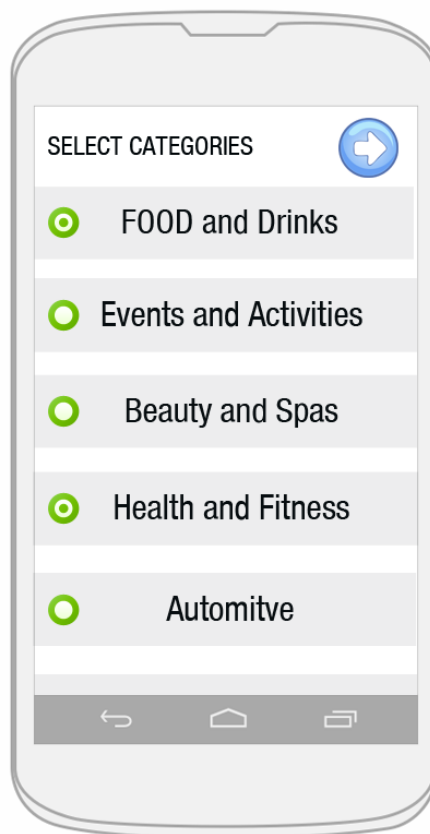 SELECT CATEGORIES
FOOD and Drinks
Events and Activities
Beauty and Spas
Health and Fitness
Automitve